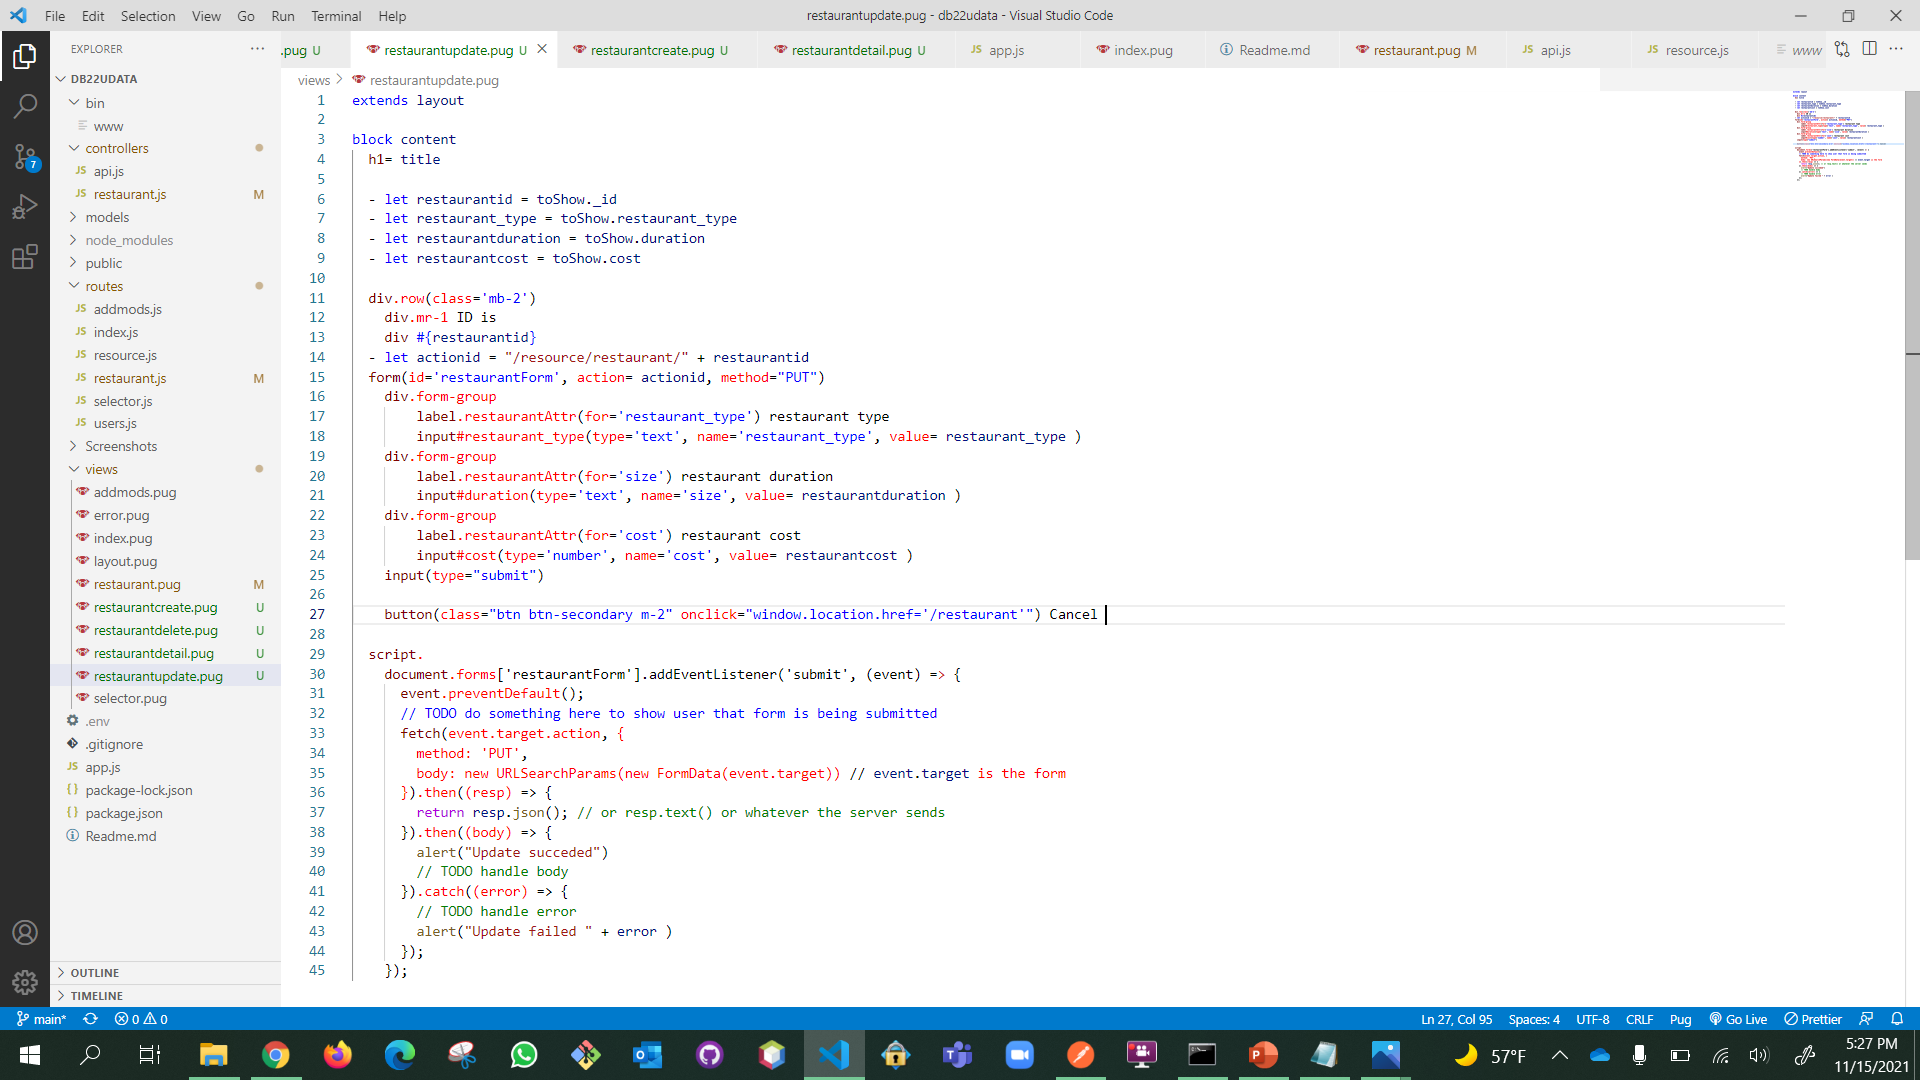 File Edit Selection View Go Run Terminal Help
restaurantupdate.pug - db22udata - Visual Studio Code
EXPLORER
.pug U
restaurantupdate.pug U
restaurantcreate.pug U
restaurantdetail.pug U
JS app.js
index.pug
Readme.md
restaurant.pug M
JS api.js
JS resource.js
www
DB22UDATA
bin
www
controllers
JS api.js
JS restaurant.js M
models
node_modules
public
routes
JS addmods.js
JS index.js
JS resource.js
JS restaurant.js M
JS selector.js
JS users.js
Screenshots
views
addmods.pug
error.pug
index.pug
layout.pug
restaurant.pug M
restaurantcreate.pug U
restaurantdelete.pug U
restaurantdetail.pug U
restaurantupdate.pug U
selector.pug
.env
.gitignore
JS app.js
{} package-lock.json
{} package.json
Readme.md
OUTLINE
TIMELINE
7
views > restaurantupdate.pug
1 extends layout
2
3 block content
4 h1= title
5
6 - let restaurantid = toShow._id
7 - let restaurant_type = toShow.restaurant_type
8 - let restaurantduration = toShow.duration
9 - let restaurantcost = toShow.cost
10
11 div.row(class='mb-2')
12 div.mr-1 ID is
13 div #{restaurantid}
14 - let actionid = "/resource/restaurant/" + restaurantid
15 form(id='restaurantForm', action= actionid, method="PUT")
16 div.form-group
17 label.restaurantAttr(for='restaurant_type') restaurant type
18 input#restaurant_type(type='text', name='restaurant_type', value= restaurant_type )
19 div.form-group
20 label.restaurantAttr(for='size') restaurant duration
21 input#duration(type='text', name='size', value= restaurantduration )
22 div.form-group
23 label.restaurantAttr(for='cost') restaurant cost
24 input#cost(type='number', name='cost', value= restaurantcost )
25 input(type="submit")
26
27 button(class="btn btn-secondary m-2" onclick="window.location.href='/restaurant'") Cancel
28
29 script.
30 document.forms['restaurantForm'].addEventListener('submit', (event) => {
31 event.preventDefault();
32 // TODO do something here to show user that form is being submitted
33 fetch(event.target.action, {
34 method: 'PUT',
35 body: new URLSearchParams(new FormData(event.target)) // event.target is the form
36 }).then((resp) => {
37 return resp.json(); // or resp.text() or whatever the server sends
38 }).then((body) => {
39 alert("Update succeded")
40 // TODO handle body
41 }).catch((error) => {
42 // TODO handle error
43 alert("Update failed " + error )
44 });
45 });
main* 0 0
Ln 27, Col 95 Spaces: 4 UTF-8 CRLF Pug Go Live Prettier
57°F
5:27 PM
11/15/2021